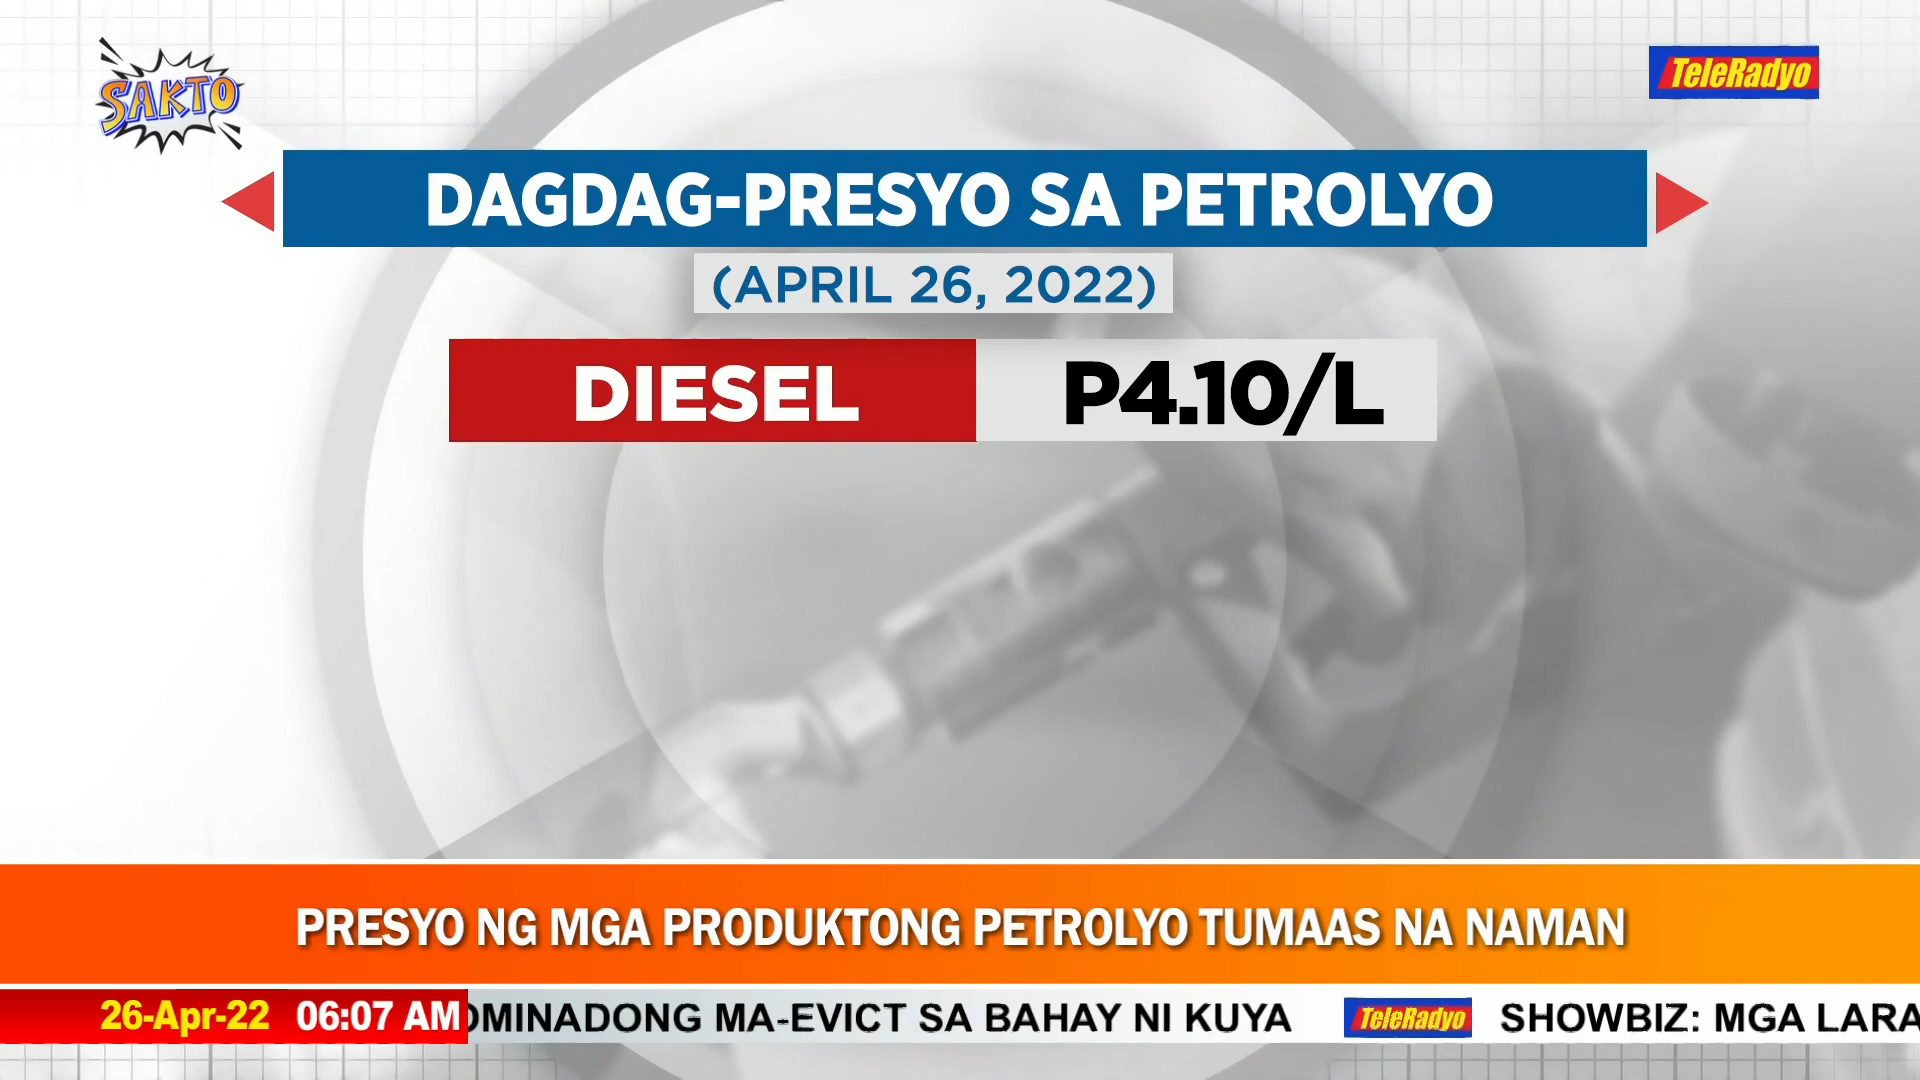 SAKTO
TeleRadyo
DAGDAG-PRESYO SA PETROLYO
(APRIL 26, 2022)
DIESEL P4.10/L
PRESYO NG MGA PRODUKTONG PETROLYO TUMAAS NA NAMAN
26-Apr-22 06:07 AM OMINADONG MA-EVICT SA BAHAY NI KUYA TeleRadyo SHOWBIZ: MGA LARA